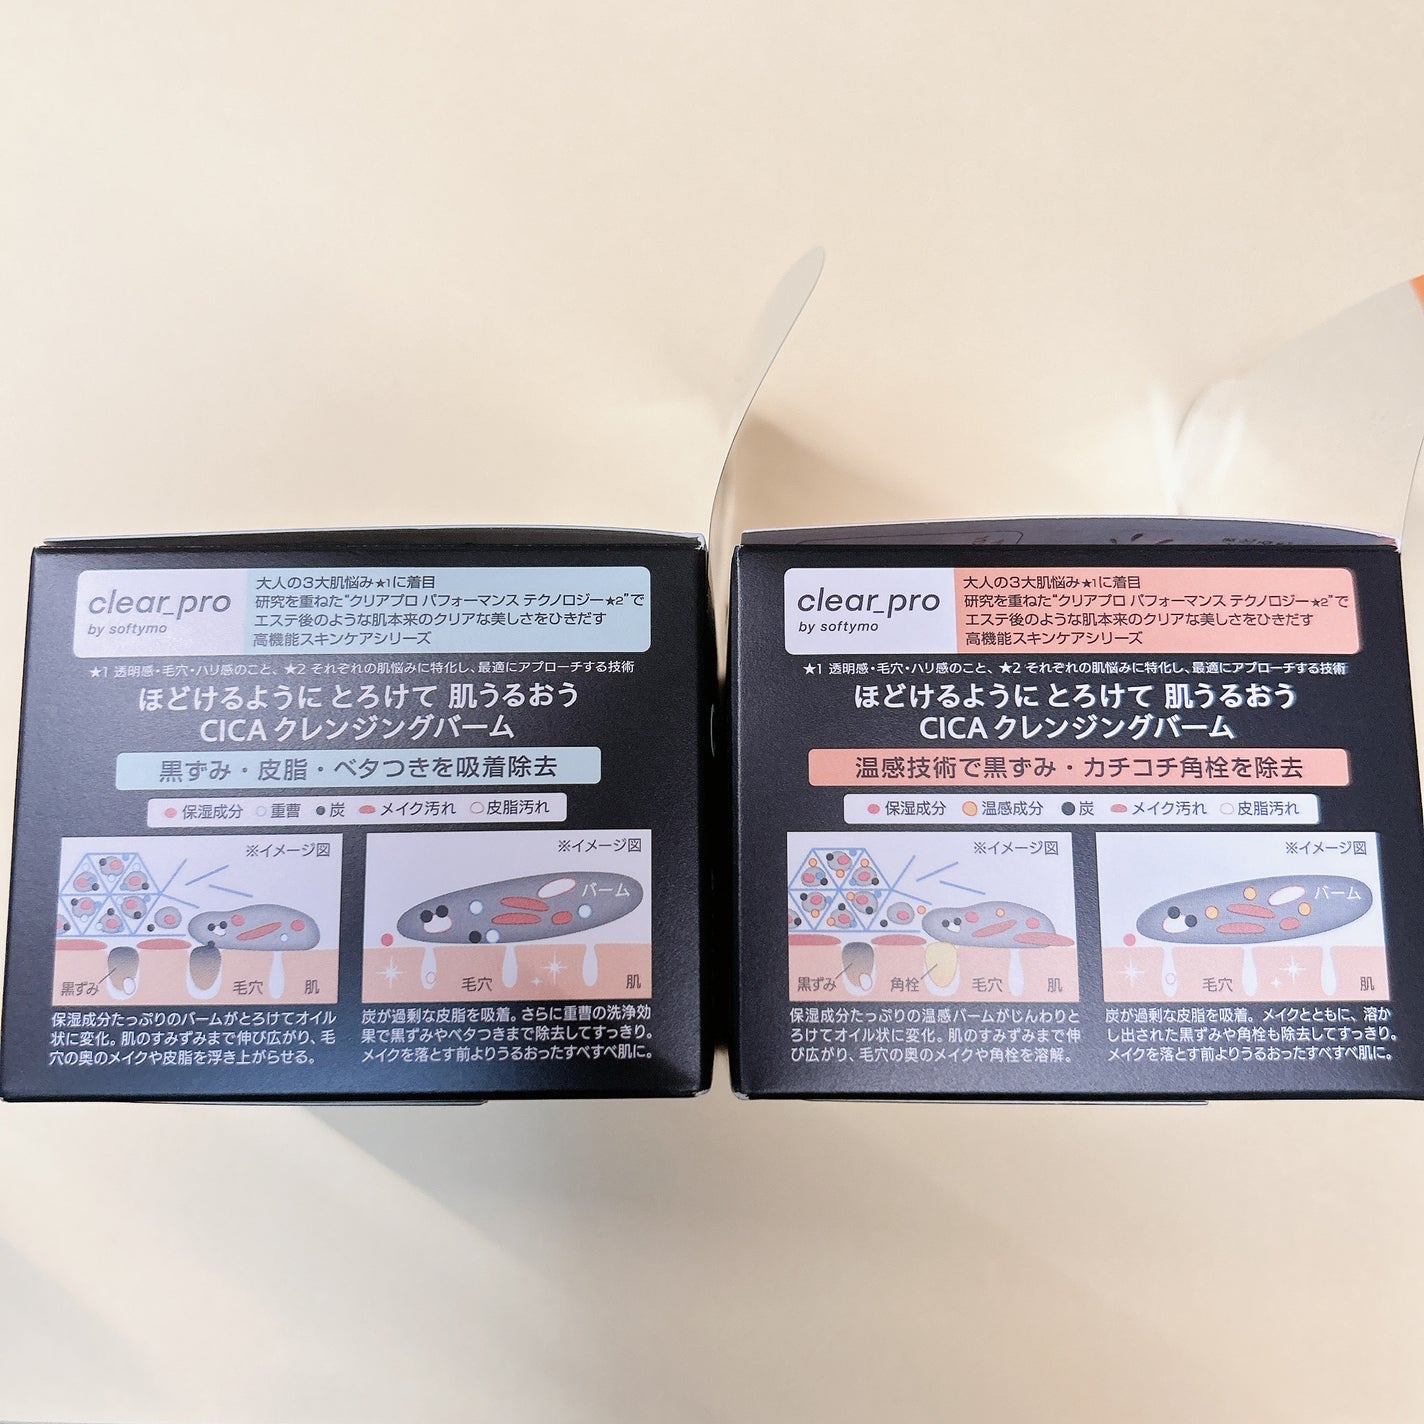 clear_pro
by softymo
大人の3大肌悩み★1に着目
研究を重ねた“クリアプロ パフォーマンス テクノロジー★2”で
エステ後のような肌本来のクリアな美しさをひきだす
高機能スキンケアシリーズ
★1 透明感・毛穴・ハリ感のこと、★2 それぞれの肌悩みに特化し、最適にアプローチする技術
ほどけるように とろけて 肌うるおう
CICAクレンジングバーム
黒ずみ・皮脂・ベタつきを吸着除去
保湿成分 重曹 炭 メイク汚れ 皮脂汚れ
※イメージ図
黒ずみ 毛穴 肌
※イメージ図
バーム
毛穴 肌
保湿成分たっぷりのバームがとろけてオイル
状に変化。肌のすみずみまで伸び広がり、毛
穴の奥のメイクや皮脂を浮き上がらせる。
炭が過剰な皮脂を吸着。さらに重曹の洗浄効
果で黒ずみやベタつきまで除去してすっきり。
メイクを落とす前よりうるおったすべすべ肌に。
clear_pro
by softymo
大人の3大肌悩み★1に着目
研究を重ねた“クリアプロ パフォーマンス テクノロジー★2”で
エステ後のような肌本来のクリアな美しさをひきだす
高機能スキンケアシリーズ
★1 透明感・毛穴・ハリ感のこと、★2 それぞれの肌悩みに特化し、最適にアプローチする技術
ほどけるように とろけて 肌うるおう
CICAクレンジングバーム
温感技術で黒ずみ・カチコチ角栓を除去
保湿成分 温感成分 炭 メイク汚れ 皮脂汚れ
※イメージ図
黒ずみ 角栓 毛穴 肌
※イメージ図
バーム
毛穴 肌
保湿成分たっぷりの温感バームがじんわりと
ろけてオイル状に変化。肌のすみずみまで伸
び広がり、毛穴の奥のメイクや角栓を溶解。
炭が過剰な皮脂を吸着。メイクとともに、溶か
し出された黒ずみや角栓も除去してすっきり。
メイクを落とす前よりうるおったすべすべ肌に。